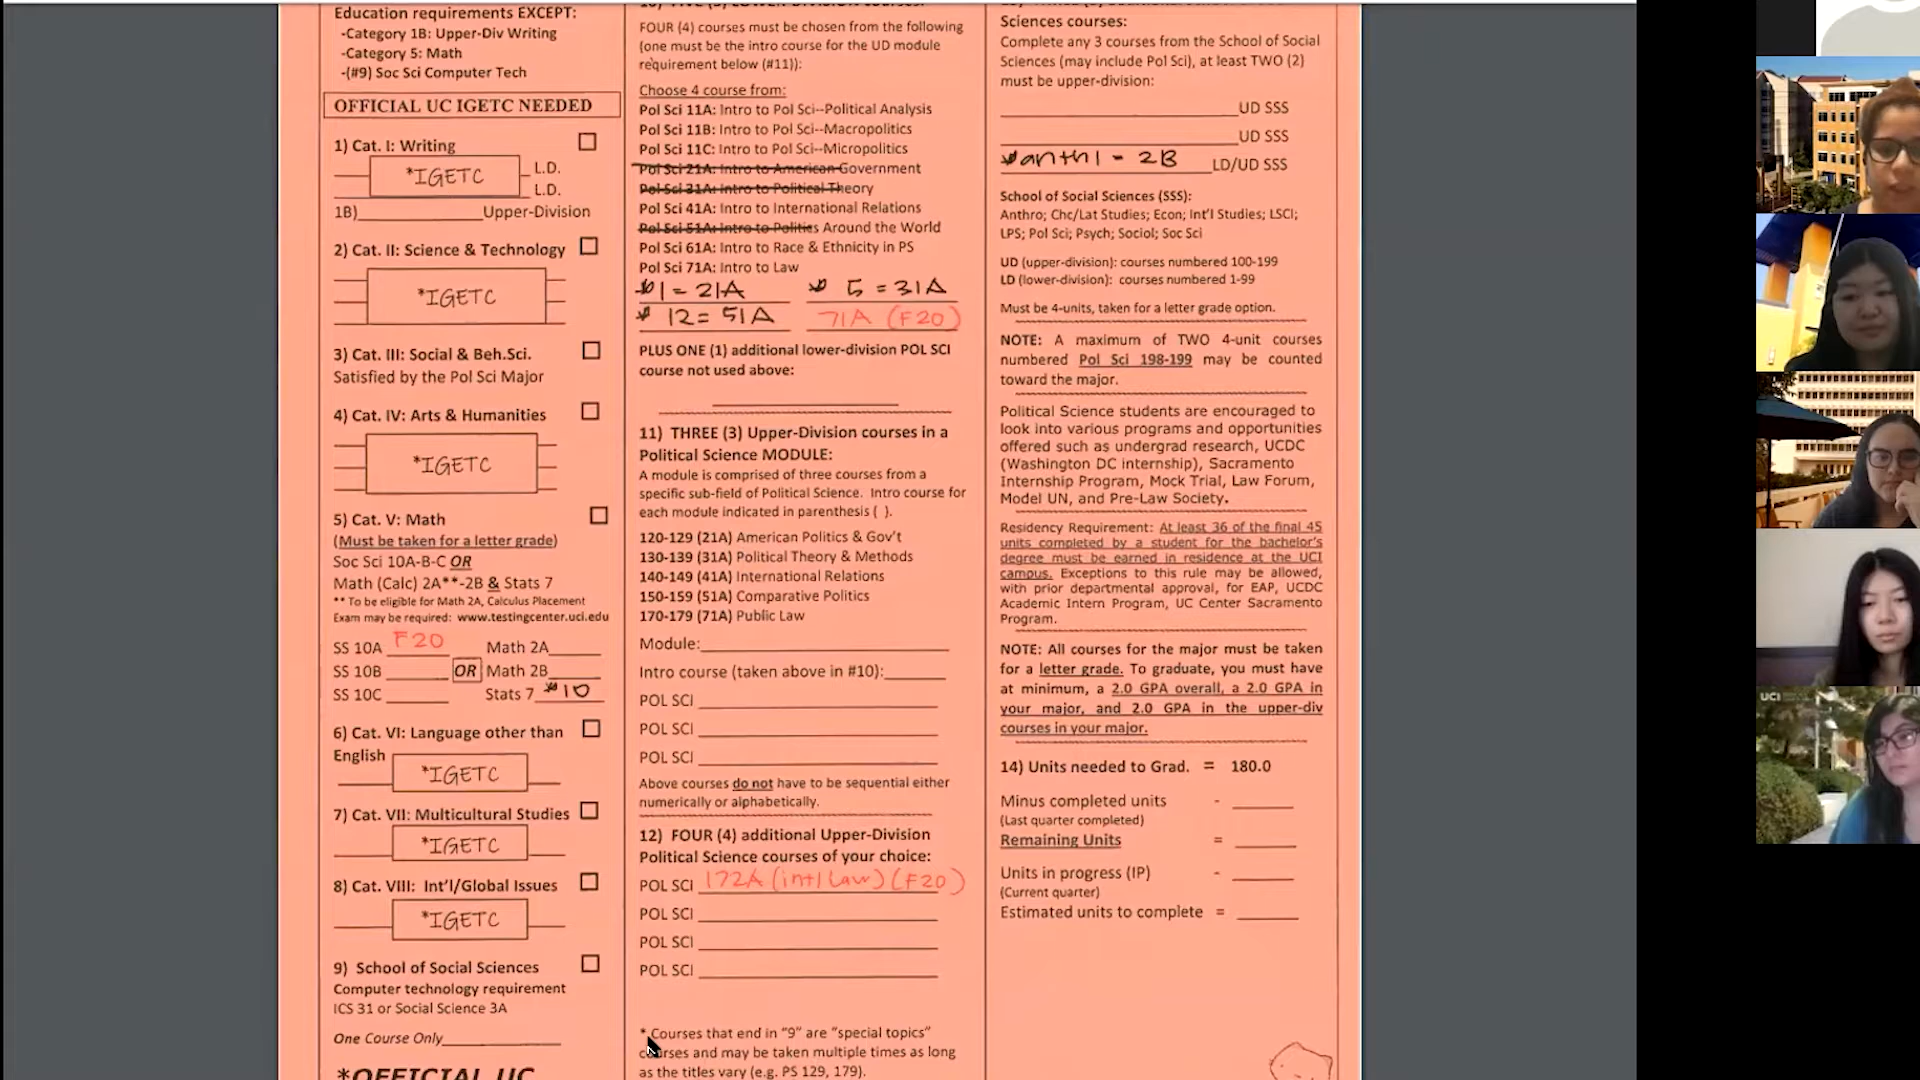 Education requirements EXCEPT:
-Category 1B: Upper-Div Writing
-Category 5: Math
-(#9) Soc Sci Computer Tech
OFFICIAL UC IGETC NEEDED
1) Cat. I: Writing
*IGETC
L.D.
L.D.
1B)____________Upper-Division
2) Cat. II: Science & Technology
*IGETC
3) Cat. III: Social & Beh.Sci.
Satisfied by the Pol Sci Major
4) Cat. IV: Arts & Humanities
*IGETC
5) Cat. V: Math
(Must be taken for a letter grade)
Soc Sci 10A-B-C OR
Math (Calc) 2A**-2B & Stats 7
** To be eligible for Math 2A, Calculus Placement
Exam may be required: www.testingcenter.uci.edu
SS 10A F20 Math 2A______
SS 10B ______ OR Math 2B______
SS 10C ______ Stats 7 *10
6) Cat. VI: Language other than
English
*IGETC
7) Cat. VII: Multicultural Studies
*IGETC
8) Cat. VIII: Int'l/Global Issues
*IGETC
9) School of Social Sciences
Computer technology requirement
ICS 31 or Social Science 3A
One Course Only______________
*OFFICIAL UC
FOUR (4) courses must be chosen from the following
(one must be the intro course for the UD module
requirement below (#11)):
Choose 4 course from:
Pol Sci 11A: Intro to Pol Sci--Political Analysis
Pol Sci 11B: Intro to Pol Sci--Macropolitics
Pol Sci 11C: Intro to Pol Sci--Micropolitics
Pol Sci 21A: Intro to American Government
Pol Sci 31A: Intro to Political Theory
Pol Sci 41A: Intro to International Relations
Pol Sci 51A: Intro to Politics Around the World
Pol Sci 61A: Intro to Race & Ethnicity in PS
Pol Sci 71A: Intro to Law
*1 = 21A * 5 = 31A
* 12 = 51A 71A (F20)
PLUS ONE (1) additional lower-division POL SCI
course not used above:
11) THREE (3) Upper-Division courses in a
Political Science MODULE:
A module is comprised of three courses from a
specific sub-field of Political Science. Intro course for
each module indicated in parenthesis ( ).
120-129 (21A) American Politics & Gov't
130-139 (31A) Political Theory & Methods
140-149 (41A) International Relations
150-159 (51A) Comparative Politics
170-179 (71A) Public Law
Module:____________________
Intro course (taken above in #10):______
POL SCI
POL SCI
POL SCI
Above courses do not have to be sequential either
numerically or alphabetically.
12) FOUR (4) additional Upper-Division
Political Science courses of your choice:
POL SCI 172A (intl Law) (F20)
POL SCI
POL SCI
POL SCI
* Courses that end in "9" are "special topics"
courses and may be taken multiple times as long
as the titles vary (e.g. PS 129, 179).
Sciences courses:
Complete any 3 courses from the School of Social
Sciences (may include Pol Sci), at least TWO (2)
must be upper-division:
UD SSS
UD SSS
*anth 1 = 2B LD/UD SSS
School of Social Sciences (SSS):
Anthro; Chc/Lat Studies; Econ; Int'l Studies; LSCI;
LPS; Pol Sci; Psych; Sociol; Soc Sci
UD (upper-division): courses numbered 100-199
LD (lower-division): courses numbered 1-99
Must be 4-units, taken for a letter grade option.
NOTE: A maximum of TWO 4-unit courses
numbered Pol Sci 198-199 may be counted
toward the major.
Political Science students are encouraged to
look into various programs and opportunities
offered such as undergrad research, UCDC
(Washington DC internship), Sacramento
Internship Program, Mock Trial, Law Forum,
Model UN, and Pre-Law Society.
Residency Requirement: At least 36 of the final 45
units completed by a student for the bachelor's
degree must be earned in residence at the UCI
campus. Exceptions to this rule may be allowed,
with prior departmental approval, for EAP, UCDC
Academic Intern Program, UC Center Sacramento
Program.
NOTE: All courses for the major must be taken
for a letter grade. To graduate, you must have
at minimum, a 2.0 GPA overall, a 2.0 GPA in
your major, and 2.0 GPA in the upper-div
courses in your major.
14) Units needed to Grad. = 180.0
Minus completed units - ______
(Last quarter completed)
Remaining Units = ______
Units in progress (IP) - ______
(Current quarter)
Estimated units to complete = ______
UCI